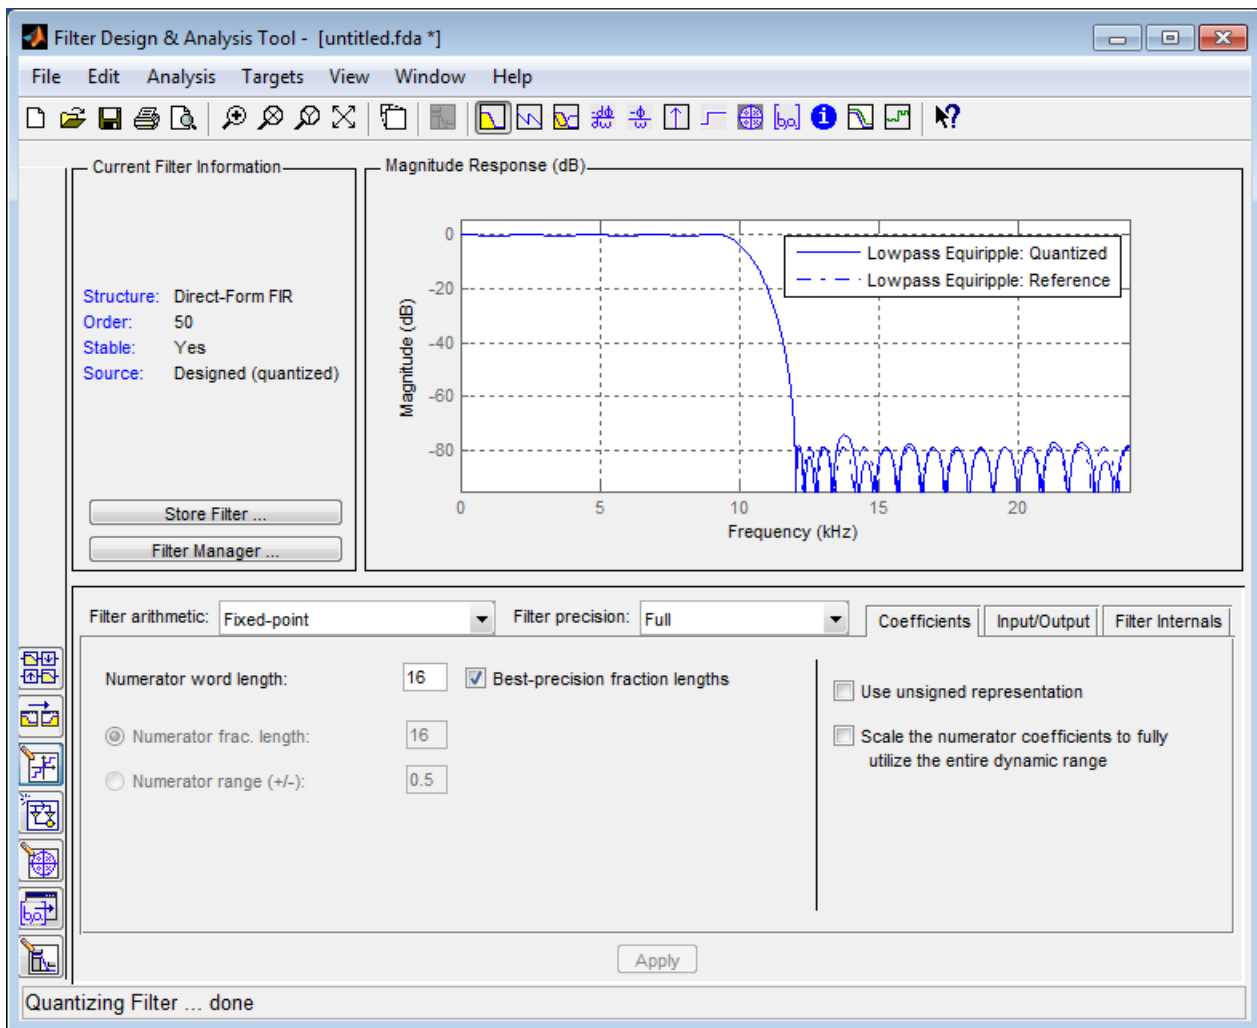 Filter Design & Analysis Tool - [untitled.fda *]
File Edit Analysis Targets View Window Help
[b,a]
i
?
Current Filter Information
Structure: Direct-Form FIR
Order: 50
Stable: Yes
Source: Designed (quantized)
Store Filter ...
Filter Manager ...
Magnitude Response (dB)
Lowpass Equiripple: Quantized
Lowpass Equiripple: Reference
Magnitude (dB)
0
-20
-40
-60
-80
0 5 10 15 20
Frequency (kHz)
Filter arithmetic: Fixed-point Filter precision: Full Coefficients Input/Output Filter Internals
Numerator word length: 16 Best-precision fraction lengths
Numerator frac. length: 16
Numerator range (+/-): 0.5
Use unsigned representation
Scale the numerator coefficients to fully
utilize the entire dynamic range
[b,a]
Apply
Quantizing Filter ... done